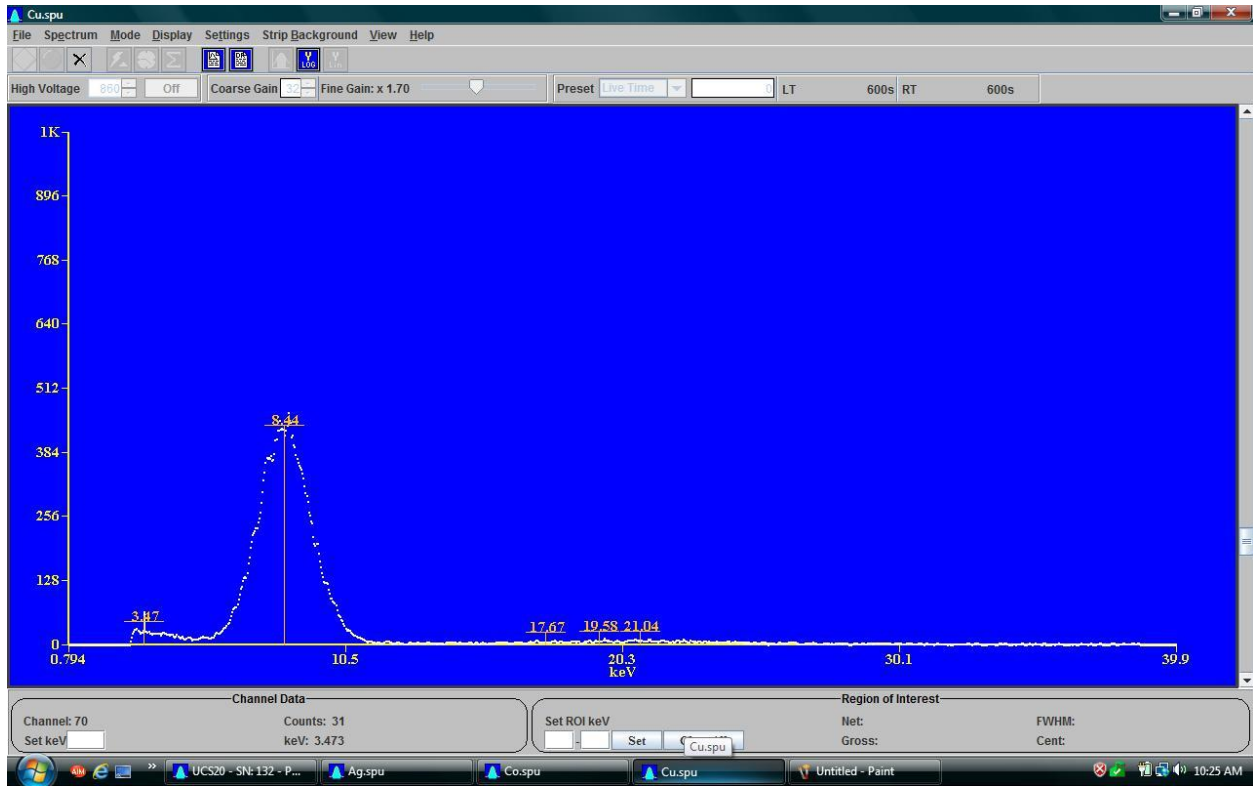 Cu.spu
File Spectrum Mode Display Settings Strip Background View Help
Y LOG
High Voltage 860 Off Coarse Gain 32 Fine Gain: x 1.70 Preset Live Time 0 LT 600s RT 600s
1K
896
768
640
512
384
256
128
0
8.44
3.47
17.67 19.58 21.04
0.794 10.5 20.3 30.1 39.9
keV
Channel Data Region of Interest
Channel: 70 Counts: 31 Set ROI keV Net: FWHM:
Set keV keV: 3.473 - Set Cu.spu Gross: Cent:
» UCS20 - SN: 132 - P... Ag.spu Co.spu Cu.spu Untitled - Paint 10:25 AM